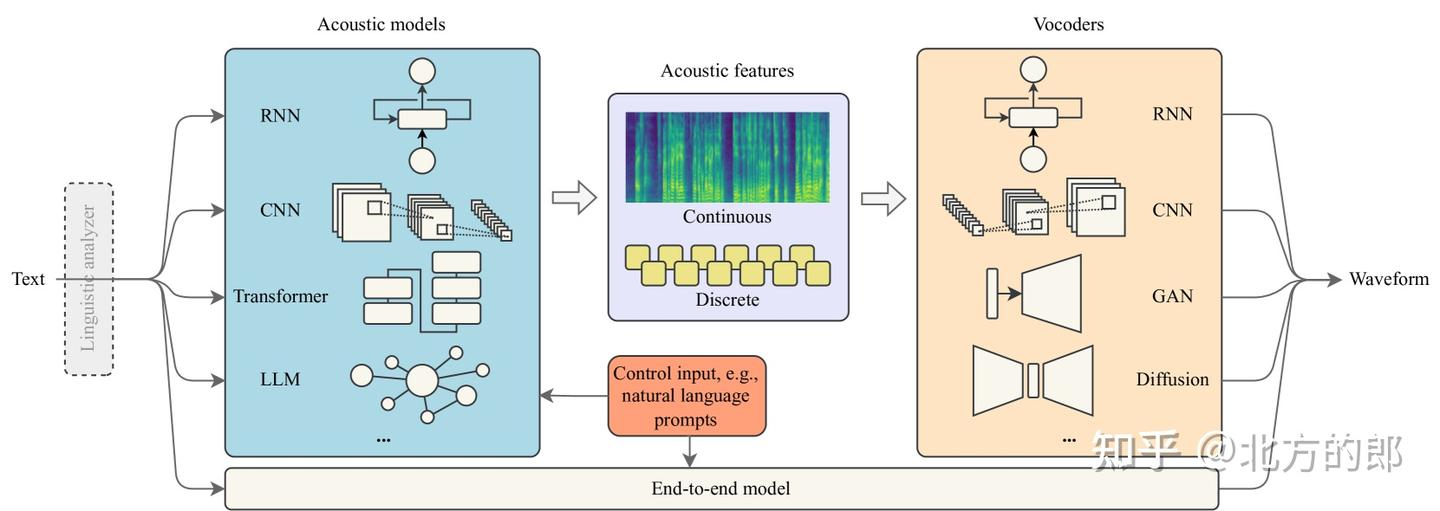 Acoustic models
Vocoders
Acoustic features
RNN
CNN
Transformer
LLM
...
Text
Linguistic analyzer
Continuous
Discrete
Control input, e.g.,
natural language
prompts
RNN
CNN
GAN
Diffusion
...
Waveform
End-to-end model
知乎 @北方的郎